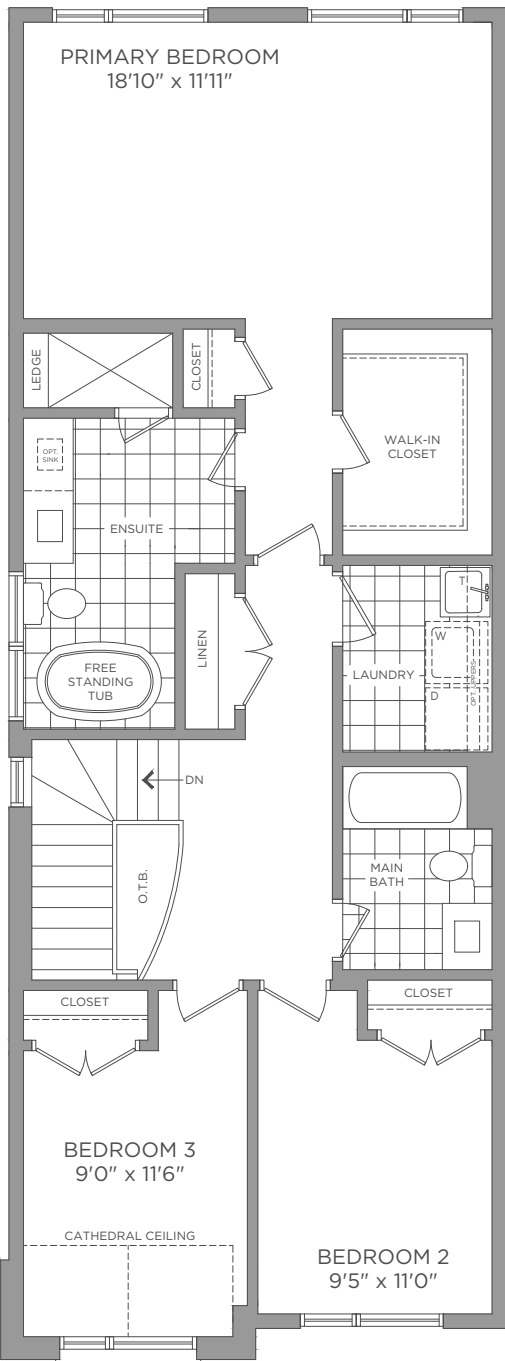 PRIMARY BEDROOM
18'10" x 11'11"
LEDGE
CLOSET
WALK-IN
CLOSET
OPT.
SINK
ENSUITE
LINEN
T
W
LAUNDRY
OPT. UPPERS
D
FREE
STANDING
TUB
DN
O.T.B.
MAIN
BATH
CLOSET
CLOSET
BEDROOM 3
9'0" x 11'6"
CATHEDRAL CEILING
BEDROOM 2
9'5" x 11'0"